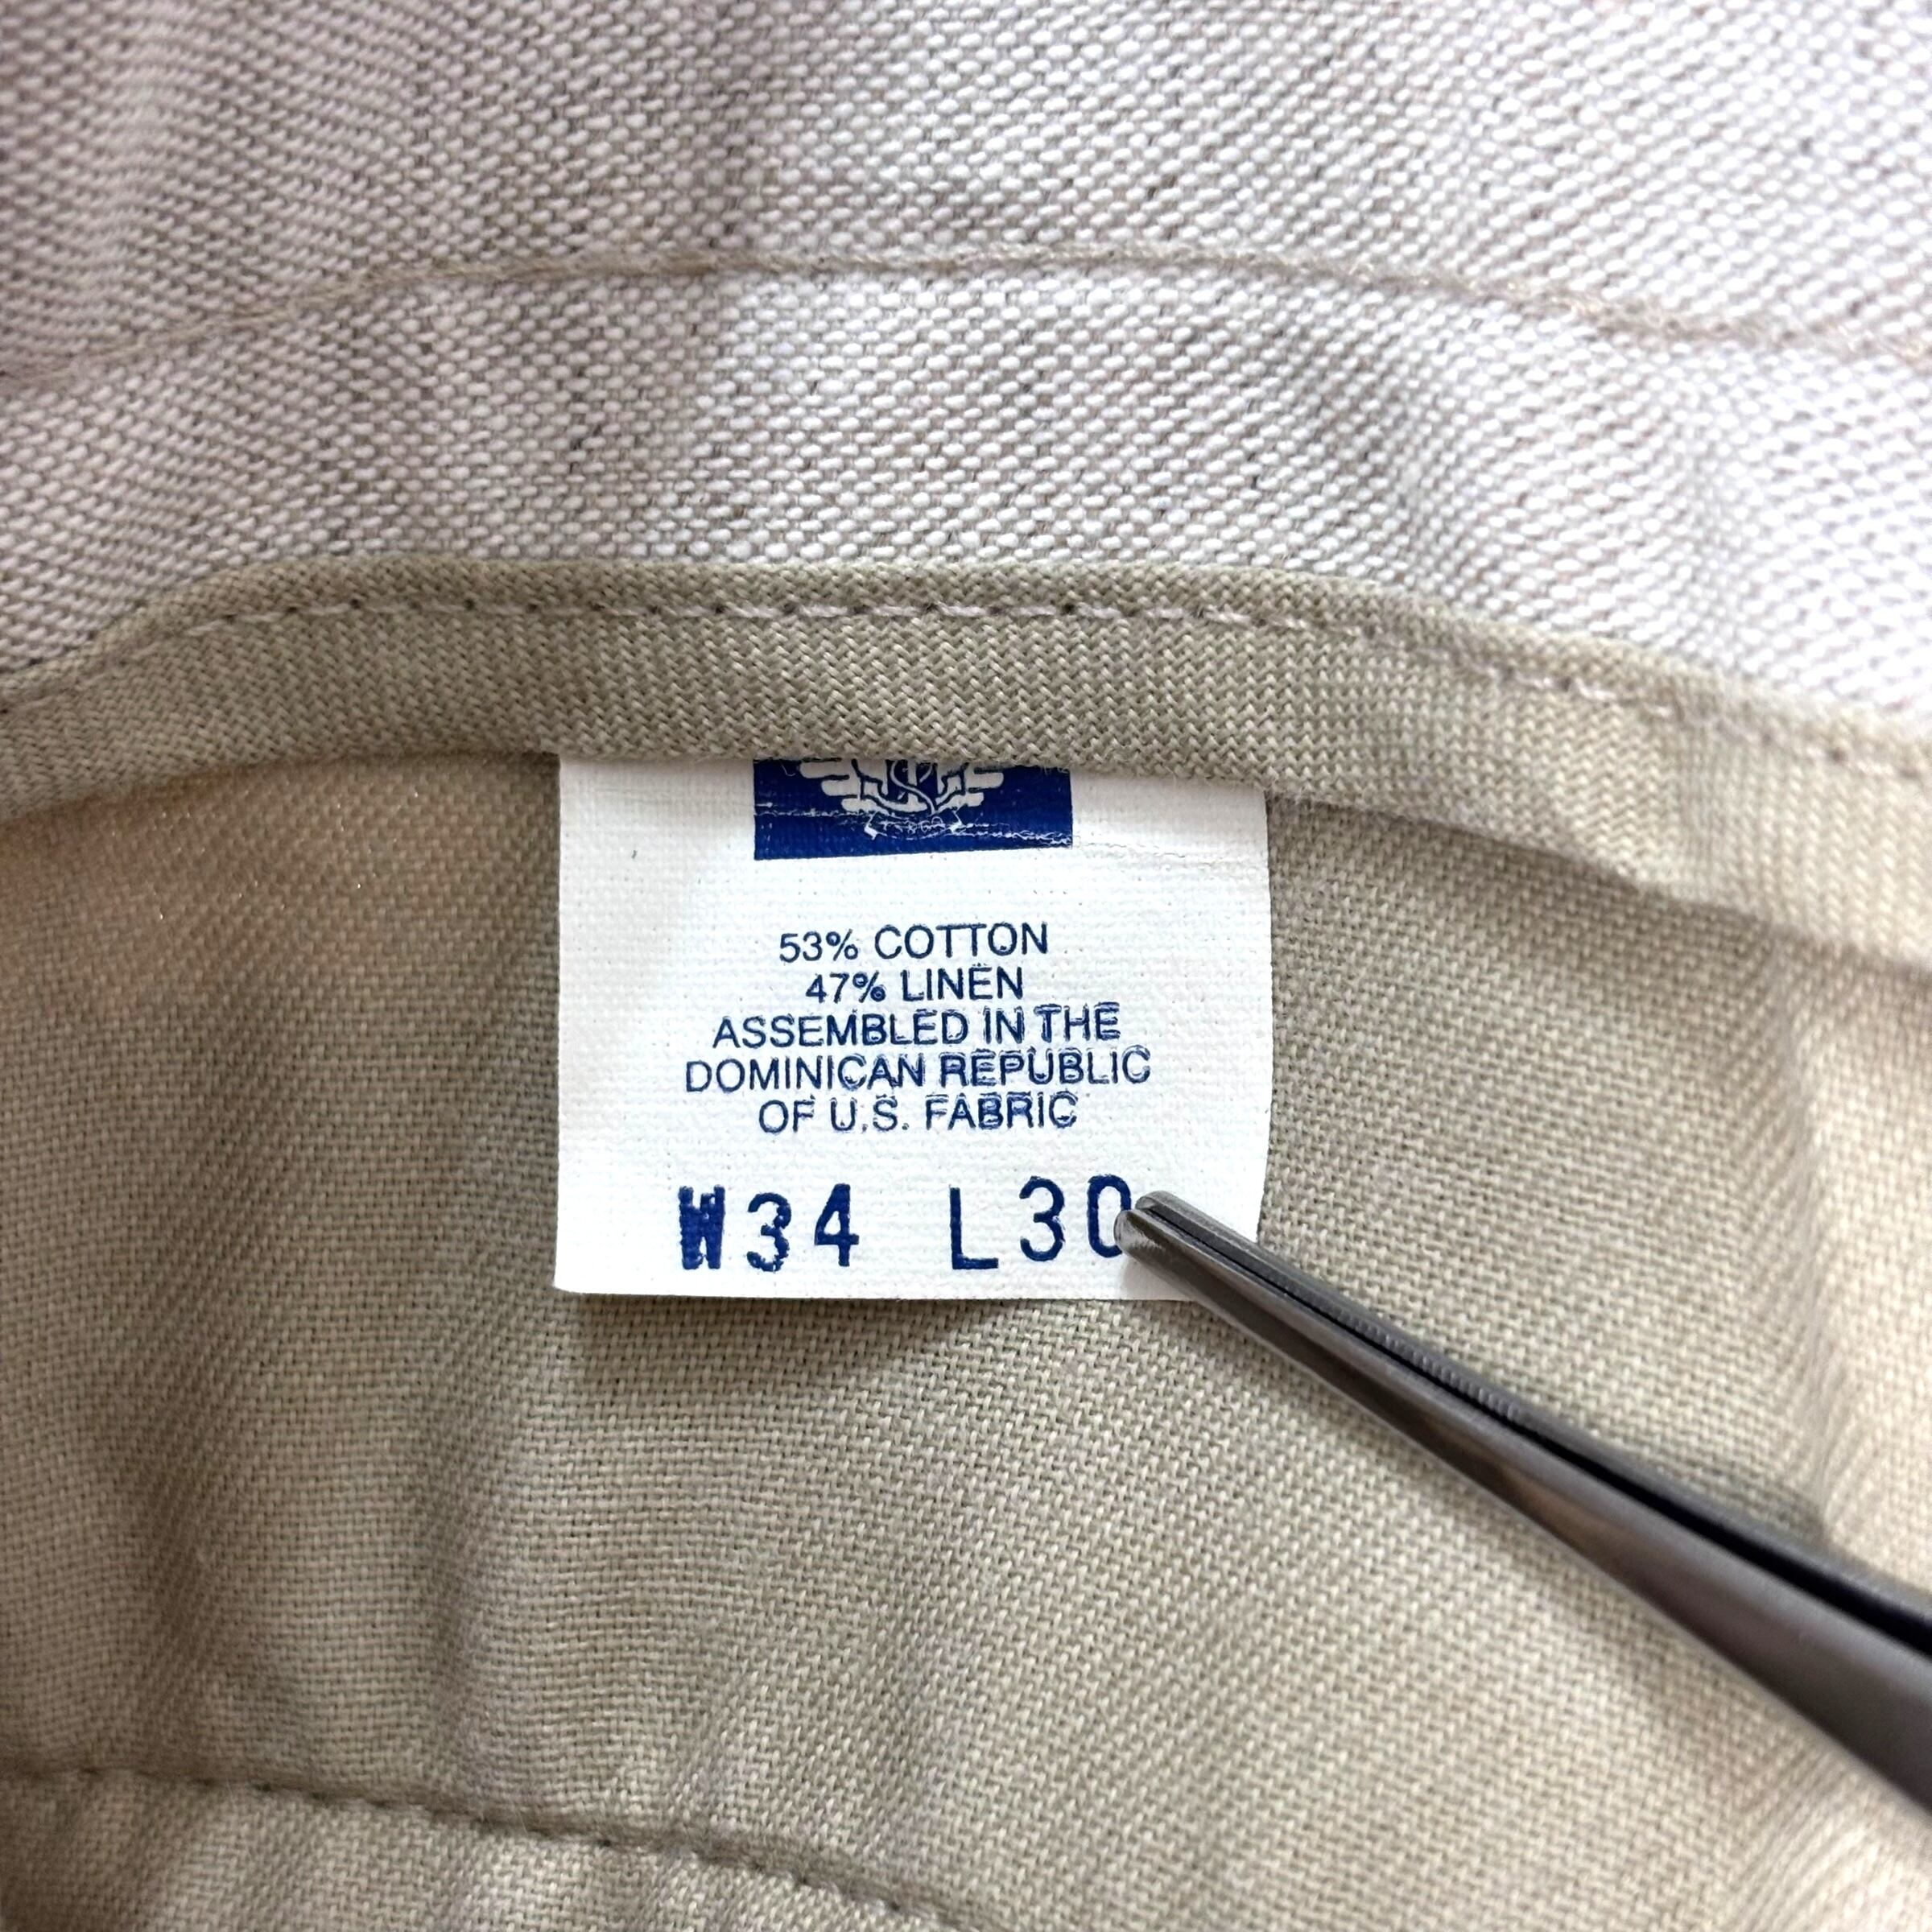 53% COTTON
47% LINEN
ASSEMBLED IN THE
DOMINICAN REPUBLIC
OF U.S. FABRIC
W34 L30